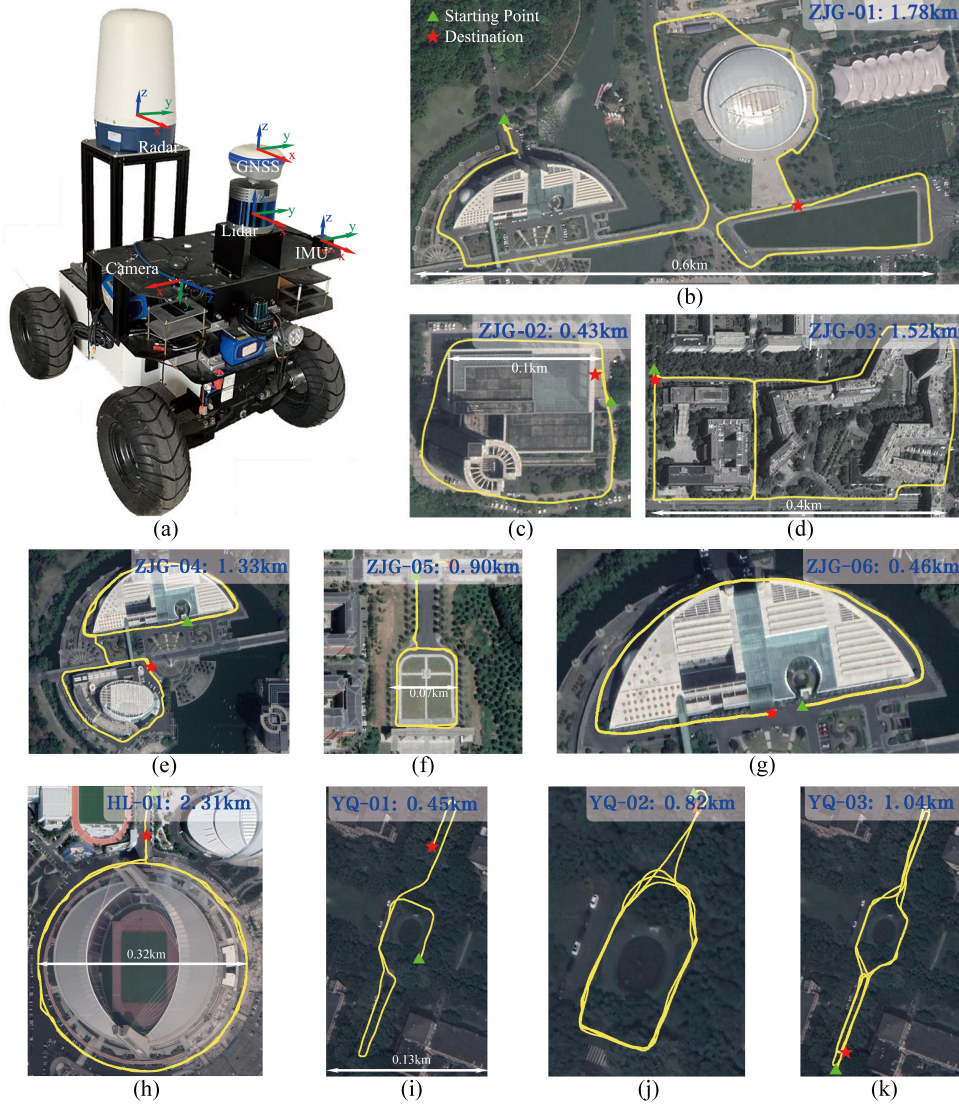 Radar
GNSS
Lidar
IMU
Camera
x
y
z
x
y
z
x
y
z
x
y
z
(a)
Starting Point
Destination
ZJG-01: 1.78km
0.6km
(b)
ZJG-02: 0.43km
0.1km
(c)
ZJG-03: 1.52km
0.4km
(d)
ZJG-04: 1.33km
(e)
ZJG-05: 0.90km
0.07km
(f)
ZJG-06: 0.46km
(g)
HL-01: 2.31km
0.32km
(h)
YQ-01: 0.45km
0.13km
(i)
YQ-02: 0.82km
(j)
YQ-03: 1.04km
(k)